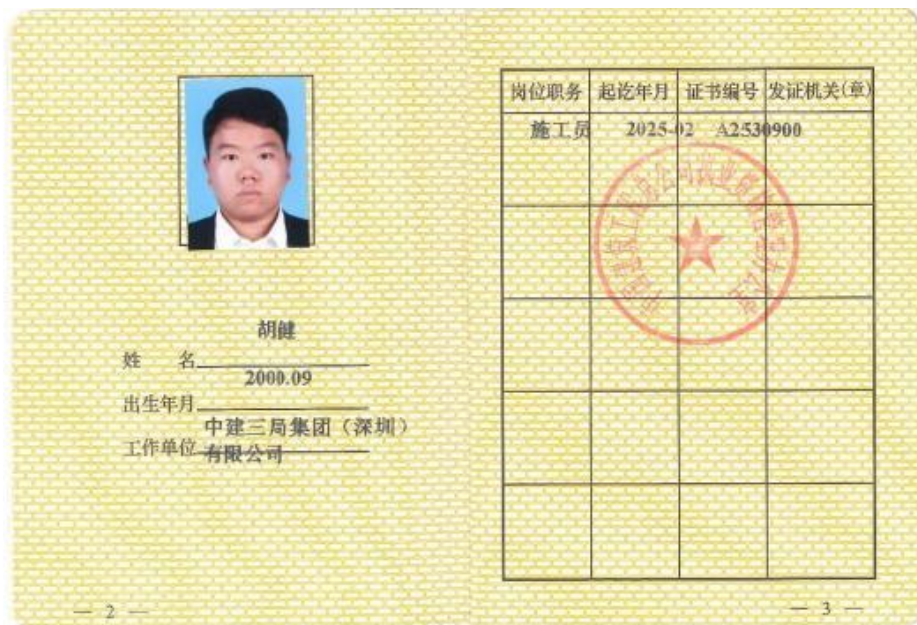 胡健
姓 名
2000.09
出生年月
中建三局集团（深圳）
工作单位 有限公司
— 2 —
岗位职务 起讫年月 证书编号 发证机关(章)
施工员 2025-02 A2530900
— 3 —